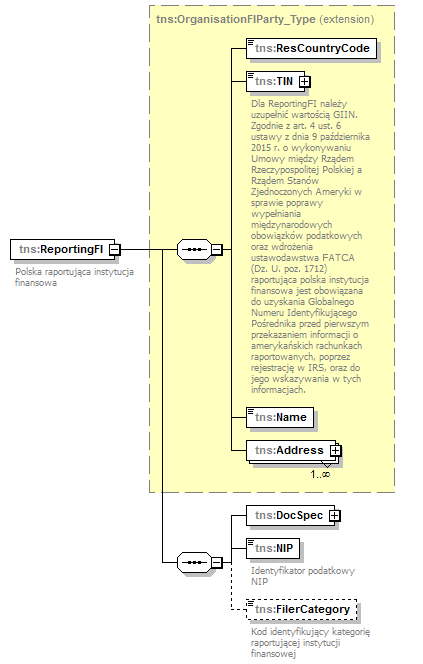 tns:OrganisationFIParty_Type (extension)
tns:ResCountryCode
tns:TIN
Dla ReportingFI należy
uzupełnić wartością GIIN.
Zgodnie z art. 4 ust. 6
ustawy z dnia 9 października
2015 r. o wykonywaniu
Umowy między Rządem
Rzeczypospolitej Polskiej a
Rządem Stanów
Zjednoczonych Ameryki w
sprawie poprawy
wypełniania
międzynarodowych
obowiązków podatkowych
oraz wdrożenia
ustawodawstwa FATCA
(Dz. U. poz. 1712)
raportująca polska instytucja
finansowa jest obowiązana
do uzyskania Globalnego
Numeru Identyfikującego
Pośrednika przed pierwszym
przekazaniem informacji o
amerykańskich rachunkach
raportowanych, poprzez
rejestrację w IRS, oraz do
jego wskazywania w tych
informacjach.
tns:ReportingFI
Polska raportująca instytucja
finansowa
tns:Name
tns:Address
1..∞
tns:DocSpec
tns:NIP
Identyfikator podatkowy
NIP
tns:FilerCategory
Kod identyfikujący kategorię
raportującej instytucji
finansowej